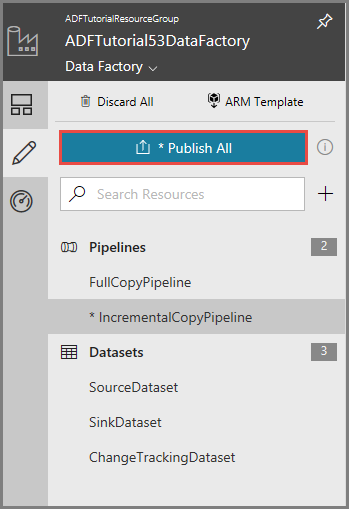 ADFTutorialResourceGroup
ADFTutorial53DataFactory
Data Factory
Discard All ARM Template
* Publish All
Search Resources
Pipelines 2
FullCopyPipeline
* IncrementalCopyPipeline
Datasets 3
SourceDataset
SinkDataset
ChangeTrackingDataset